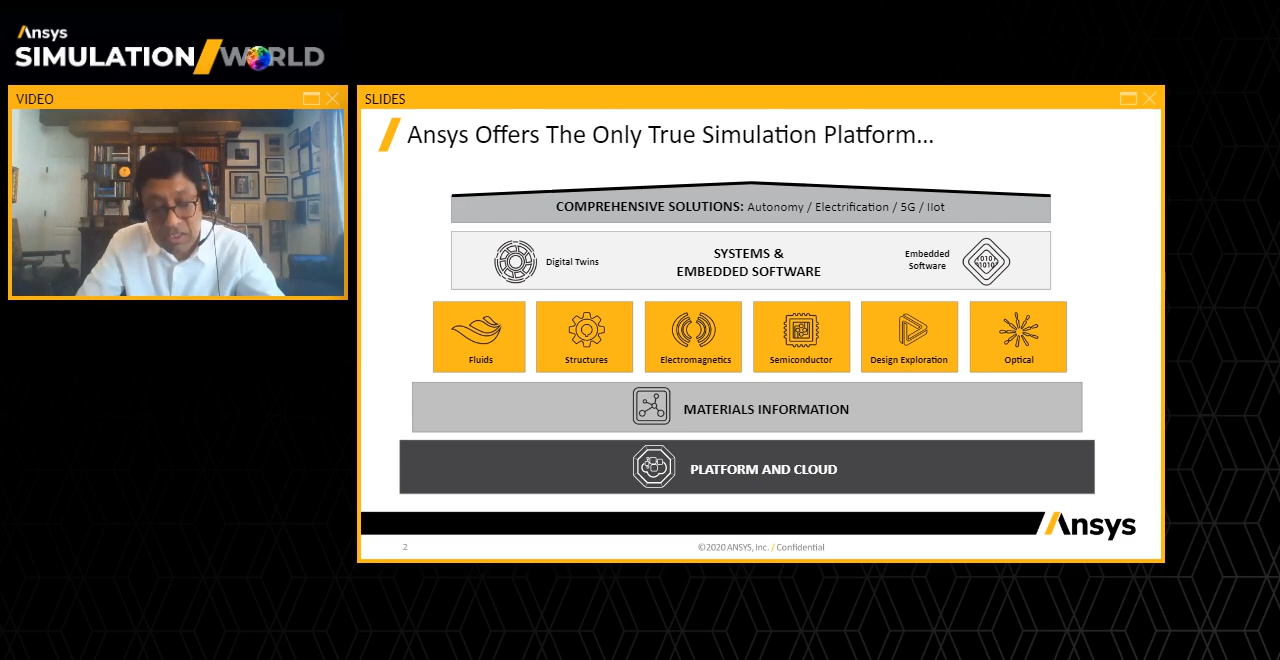 Ansys
SIMULATION/WORLD
VIDEO
SLIDES
Ansys Offers The Only True Simulation Platform...
COMPREHENSIVE SOLUTIONS: Autonomy / Electrification / 5G / IIot
Digital Twins
SYSTEMS &
EMBEDDED SOFTWARE
Embedded
Software
1010
01010
Fluids
Structures
Electromagnetics
Semiconductor
Design Exploration
Optical
MATERIALS INFORMATION
PLATFORM AND CLOUD
Ansys
2
©2020 ANSYS, Inc. / Confidential